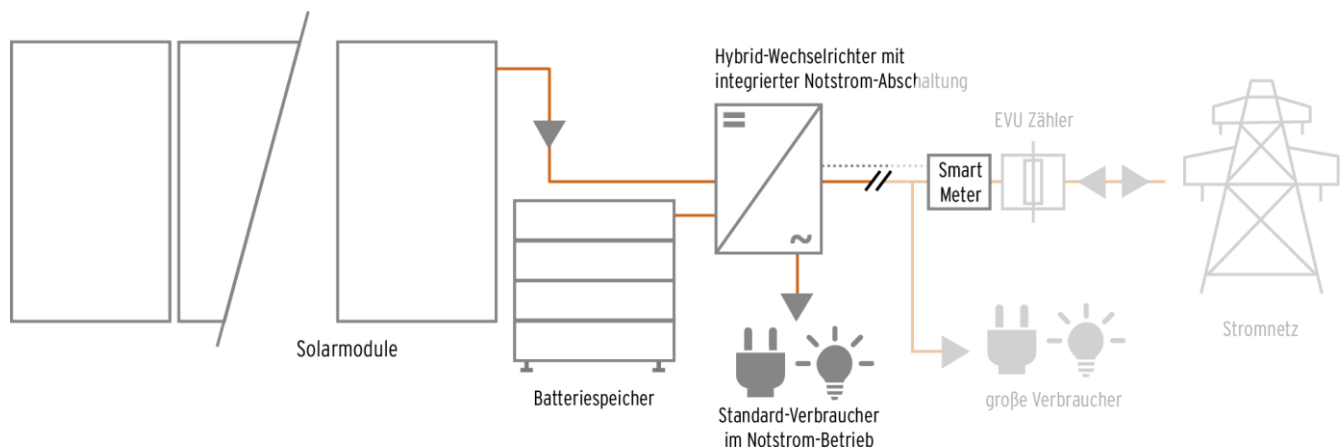 Hybrid-Wechselrichter mit
integrierter Notstrom-Abschaltung
EVU Zähler
Smart
Meter
Solarmodule
Batteriespeicher
Standard-Verbraucher
im Notstrom-Betrieb
große Verbraucher
Stromnetz